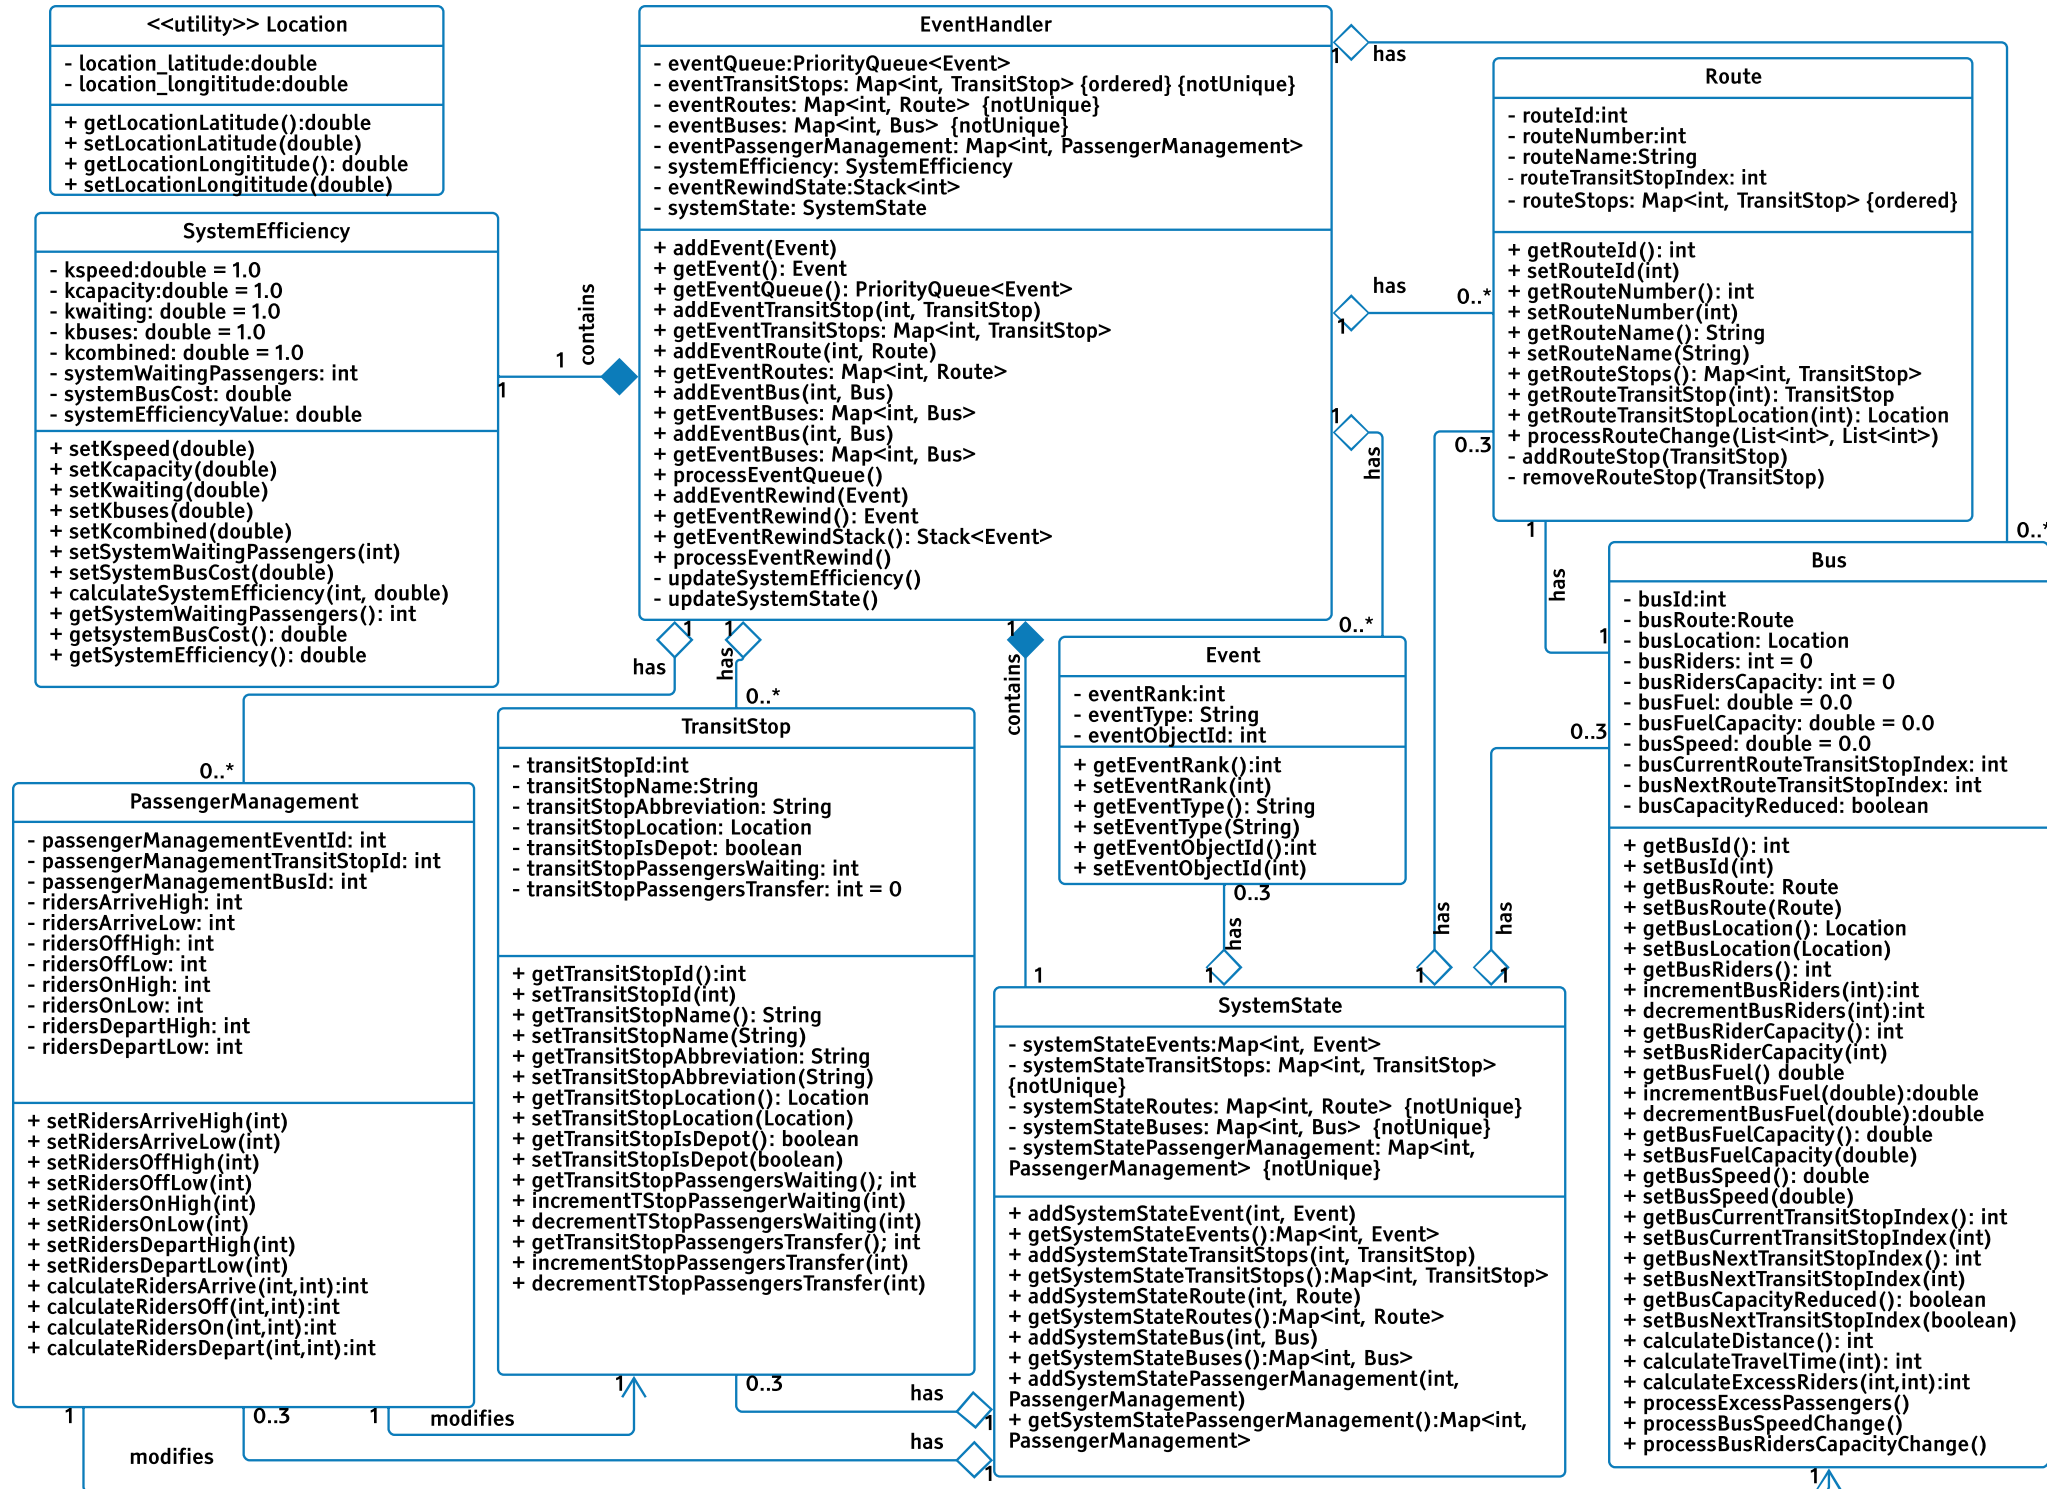 <<utility>> Location
- location_latitude:double
- location_longititude:double
+ getLocationLatitude():double
+ setLocationLatitude(double)
+ getLocationLongititude(): double
+ setLocationLongititude(double)
SystemEfficiency
- kspeed:double = 1.0
- kcapacity:double = 1.0
- kwaiting: double = 1.0
- kbuses: double = 1.0
- kcombined: double = 1.0
- systemWaitingPassengers: int
- systemBusCost: double
- systemEfficiencyValue: double
+ setKspeed(double)
+ setKcapacity(double)
+ setKwaiting(double)
+ setKbuses(double)
+ setKcombined(double)
+ setSystemWaitingPassengers(int)
+ setSystemBusCost(double)
+ calculateSystemEfficiency(int, double)
+ getSystemWaitingPassengers(): int
+ getsystemBusCost(): double
+ getSystemEfficiency(): double
1
1
contains
EventHandler
- eventQueue:PriorityQueue<Event>
- eventTransitStops: Map<int, TransitStop> {ordered} {notUnique}
- eventRoutes: Map<int, Route>  {notUnique}
- eventBuses: Map<int, Bus>  {notUnique}
- eventPassengerManagement: Map<int, PassengerManagement>
- systemEfficiency: SystemEfficiency
- eventRewindState:Stack<int>
- systemState: SystemState
+ addEvent(Event)
+ getEvent(): Event
+ getEventQueue(): PriorityQueue<Event>
+ addEventTransitStop(int, TransitStop)
+ getEventTransitStops: Map<int, TransitStop>
+ addEventRoute(int, Route)
+ getEventRoutes: Map<int, Route>
+ addEventBus(int, Bus)
+ getEventBuses: Map<int, Bus>
+ addEventBus(int, Bus)
+ getEventBuses: Map<int, Bus>
+ processEventQueue()
+ addEventRewind(Event)
+ getEventRewind(): Event
+ getEventRewindStack(): Stack<Event>
+ processEventRewind()
- updateSystemEfficiency()
- updateSystemState()
1
has
0..*
has
1
0..*
1
has
0..*
Route
- routeId:int
- routeNumber:int
- routeName:String
- routeTransitStopIndex: int
- routeStops: Map<int, TransitStop> {ordered}
+ getRouteId(): int
+ setRouteId(int)
+ getRouteNumber(): int
+ setRouteNumber(int)
+ getRouteName(): String
+ setRouteName(String)
+ getRouteStops(): Map<int, TransitStop>
+ getRouteTransitStop(int): TransitStop
+ getRouteTransitStopLocation(int): Location
+ processRouteChange(List<int>, List<int>)
- addRouteStop(TransitStop)
- removeRouteStop(TransitStop)
0..3
1
has
1
1
has
0..*
1
has
0..*
1
contains
1
Event
- eventRank:int
- eventType: String
- eventObjectId: int
+ getEventRank():int
+ setEventRank(int)
+ getEventType(): String
+ setEventType(String)
+ getEventObjectId():int
+ setEventObjectId(int)
0..3
has
1
has
1
has
1
0..3
Bus
- busId:int
- busRoute:Route
- busLocation: Location
- busRiders: int = 0
- busRidersCapacity: int = 0
- busFuel: double = 0.0
- busFuelCapacity: double = 0.0
- busSpeed: double = 0.0
- busCurrentRouteTransitStopIndex: int
- busNextRouteTransitStopIndex: int
- busCapacityReduced: boolean
+ getBusId(): int
+ setBusId(int)
+ getBusRoute: Route
+ setBusRoute(Route)
+ getBusLocation(): Location
+ setBusLocation(Location)
+ getBusRiders(): int
+ incrementBusRiders(int):int
+ decrementBusRiders(int):int
+ getBusRiderCapacity(): int
+ setBusRiderCapacity(int)
+ getBusFuel() double
+ incrementBusFuel(double):double
+ decrementBusFuel(double):double
+ getBusFuelCapacity(): double
+ setBusFuelCapacity(double)
+ getBusSpeed(): double
+ setBusSpeed(double)
+ getBusCurrentTransitStopIndex(): int
+ setBusCurrentTransitStopIndex(int)
+ getBusNextTransitStopIndex(): int
+ setBusNextTransitStopIndex(int)
+ getBusCapacityReduced(): boolean
+ setBusNextTransitStopIndex(boolean)
+ calculateDistance(): int
+ calculateTravelTime(int): int
+ calculateExcessRiders(int,int):int
+ processExcessPassengers()
+ processBusSpeedChange()
+ processBusRidersCapacityChange()
1
PassengerManagement
- passengerManagementEventId: int
- passengerManagementTransitStopId: int
- passengerManagementBusId: int
- ridersArriveHigh: int
- ridersArriveLow: int
- ridersOffHigh: int
- ridersOffLow: int
- ridersOnHigh: int
- ridersOnLow: int
- ridersDepartHigh: int
- ridersDepartLow: int
+ setRidersArriveHigh(int)
+ setRidersArriveLow(int)
+ setRidersOffHigh(int)
+ setRidersOffLow(int)
+ setRidersOnHigh(int)
+ setRidersOnLow(int)
+ setRidersDepartHigh(int)
+ setRidersDepartLow(int)
+ calculateRidersArrive(int,int):int
+ calculateRidersOff(int,int):int
+ calculateRidersOn(int,int):int
+ calculateRidersDepart(int,int):int
1
modifies
0..3
1
modifies
1
TransitStop
- transitStopId:int
- transitStopName:String
- transitStopAbbreviation: String
- transitStopLocation: Location
- transitStopIsDepot: boolean
- transitStopPassengersWaiting: int
- transitStopPassengersTransfer: int = 0
+ getTransitStopId():int
+ setTransitStopId(int)
+ getTransitStopName(): String
+ setTransitStopName(String)
+ getTransitStopAbbreviation: String
+ setTransitStopAbbreviation(String)
+ getTransitStopLocation(): Location
+ setTransitStopLocation(Location)
+ getTransitStopIsDepot(): boolean
+ setTransitStopIsDepot(boolean)
+ getTransitStopPassengersWaiting(); int
+ incrementTStopPassengerWaiting(int)
+ decrementTStopPassengersWaiting(int)
+ getTransitStopPassengersTransfer(); int
+ incrementStopPassengersTransfer(int)
+ decrementTStopPassengersTransfer(int)
0..3
has
1
has
1
SystemState
- systemStateEvents:Map<int, Event>
- systemStateTransitStops: Map<int, TransitStop>
{notUnique}
- systemStateRoutes: Map<int, Route>  {notUnique}
- systemStateBuses: Map<int, Bus>  {notUnique}
- systemStatePassengerManagement: Map<int,
PassengerManagement>  {notUnique}
+ addSystemStateEvent(int, Event)
+ getSystemStateEvents():Map<int, Event>
+ addSystemStateTransitStops(int, TransitStop)
+ getSystemStateTransitStops():Map<int, TransitStop>
+ addSystemStateRoute(int, Route)
+ getSystemStateRoutes():Map<int, Route>
+ addSystemStateBus(int, Bus)
+ getSystemStateBuses():Map<int, Bus>
+ addSystemStatePassengerManagement(int,
PassengerManagement)
+ getSystemStatePassengerManagement():Map<int,
PassengerManagement>